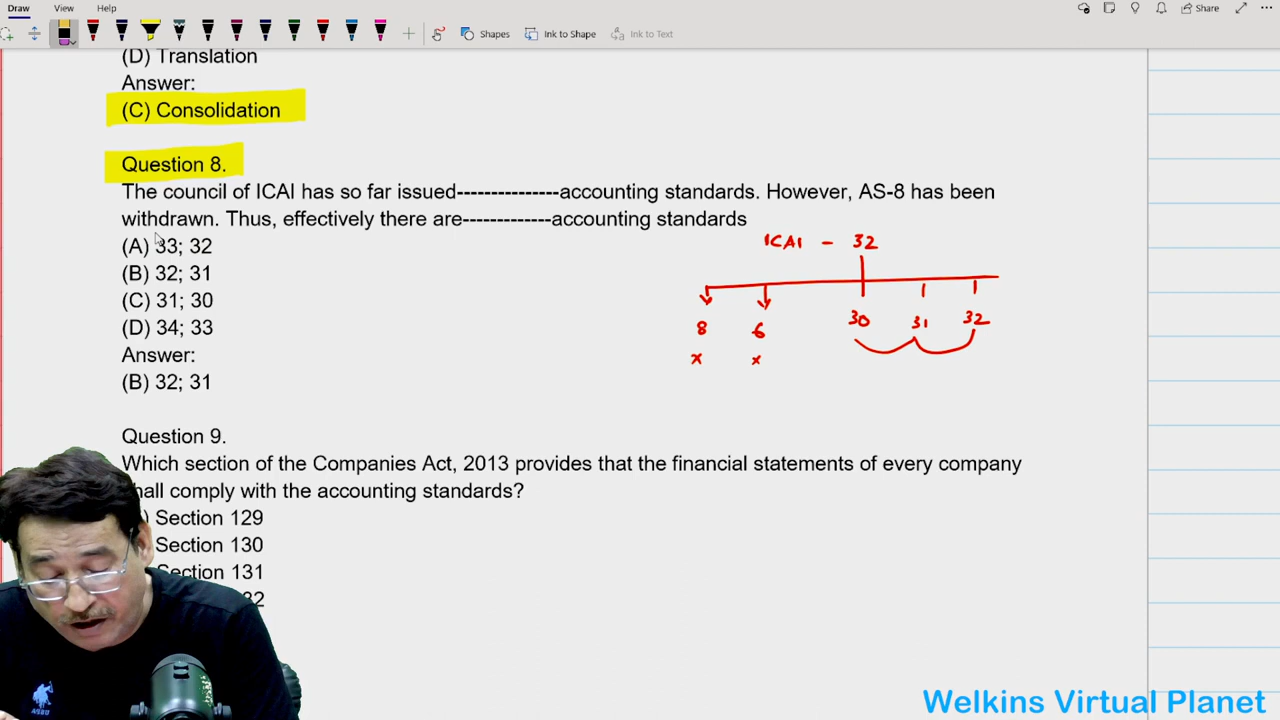 Draw View Help
Share
Shapes Ink to Shape Ink to Text
(D) Translation
Answer:
(C) Consolidation
Question 8.
The council of ICAI has so far issued---------------accounting standards. However, AS-8 has been
withdrawn. Thus, effectively there are-------------accounting standards
(A) 33; 32
(B) 32; 31
(C) 31; 30
(D) 34; 33
Answer:
(B) 32; 31
ICAI - 32
8 6 30 31 32
x x
Question 9.
Which section of the Companies Act, 2013 provides that the financial statements of every company
hall comply with the accounting standards?
) Section 129
Section 130
Section 131
32
Welkins Virtual Planet